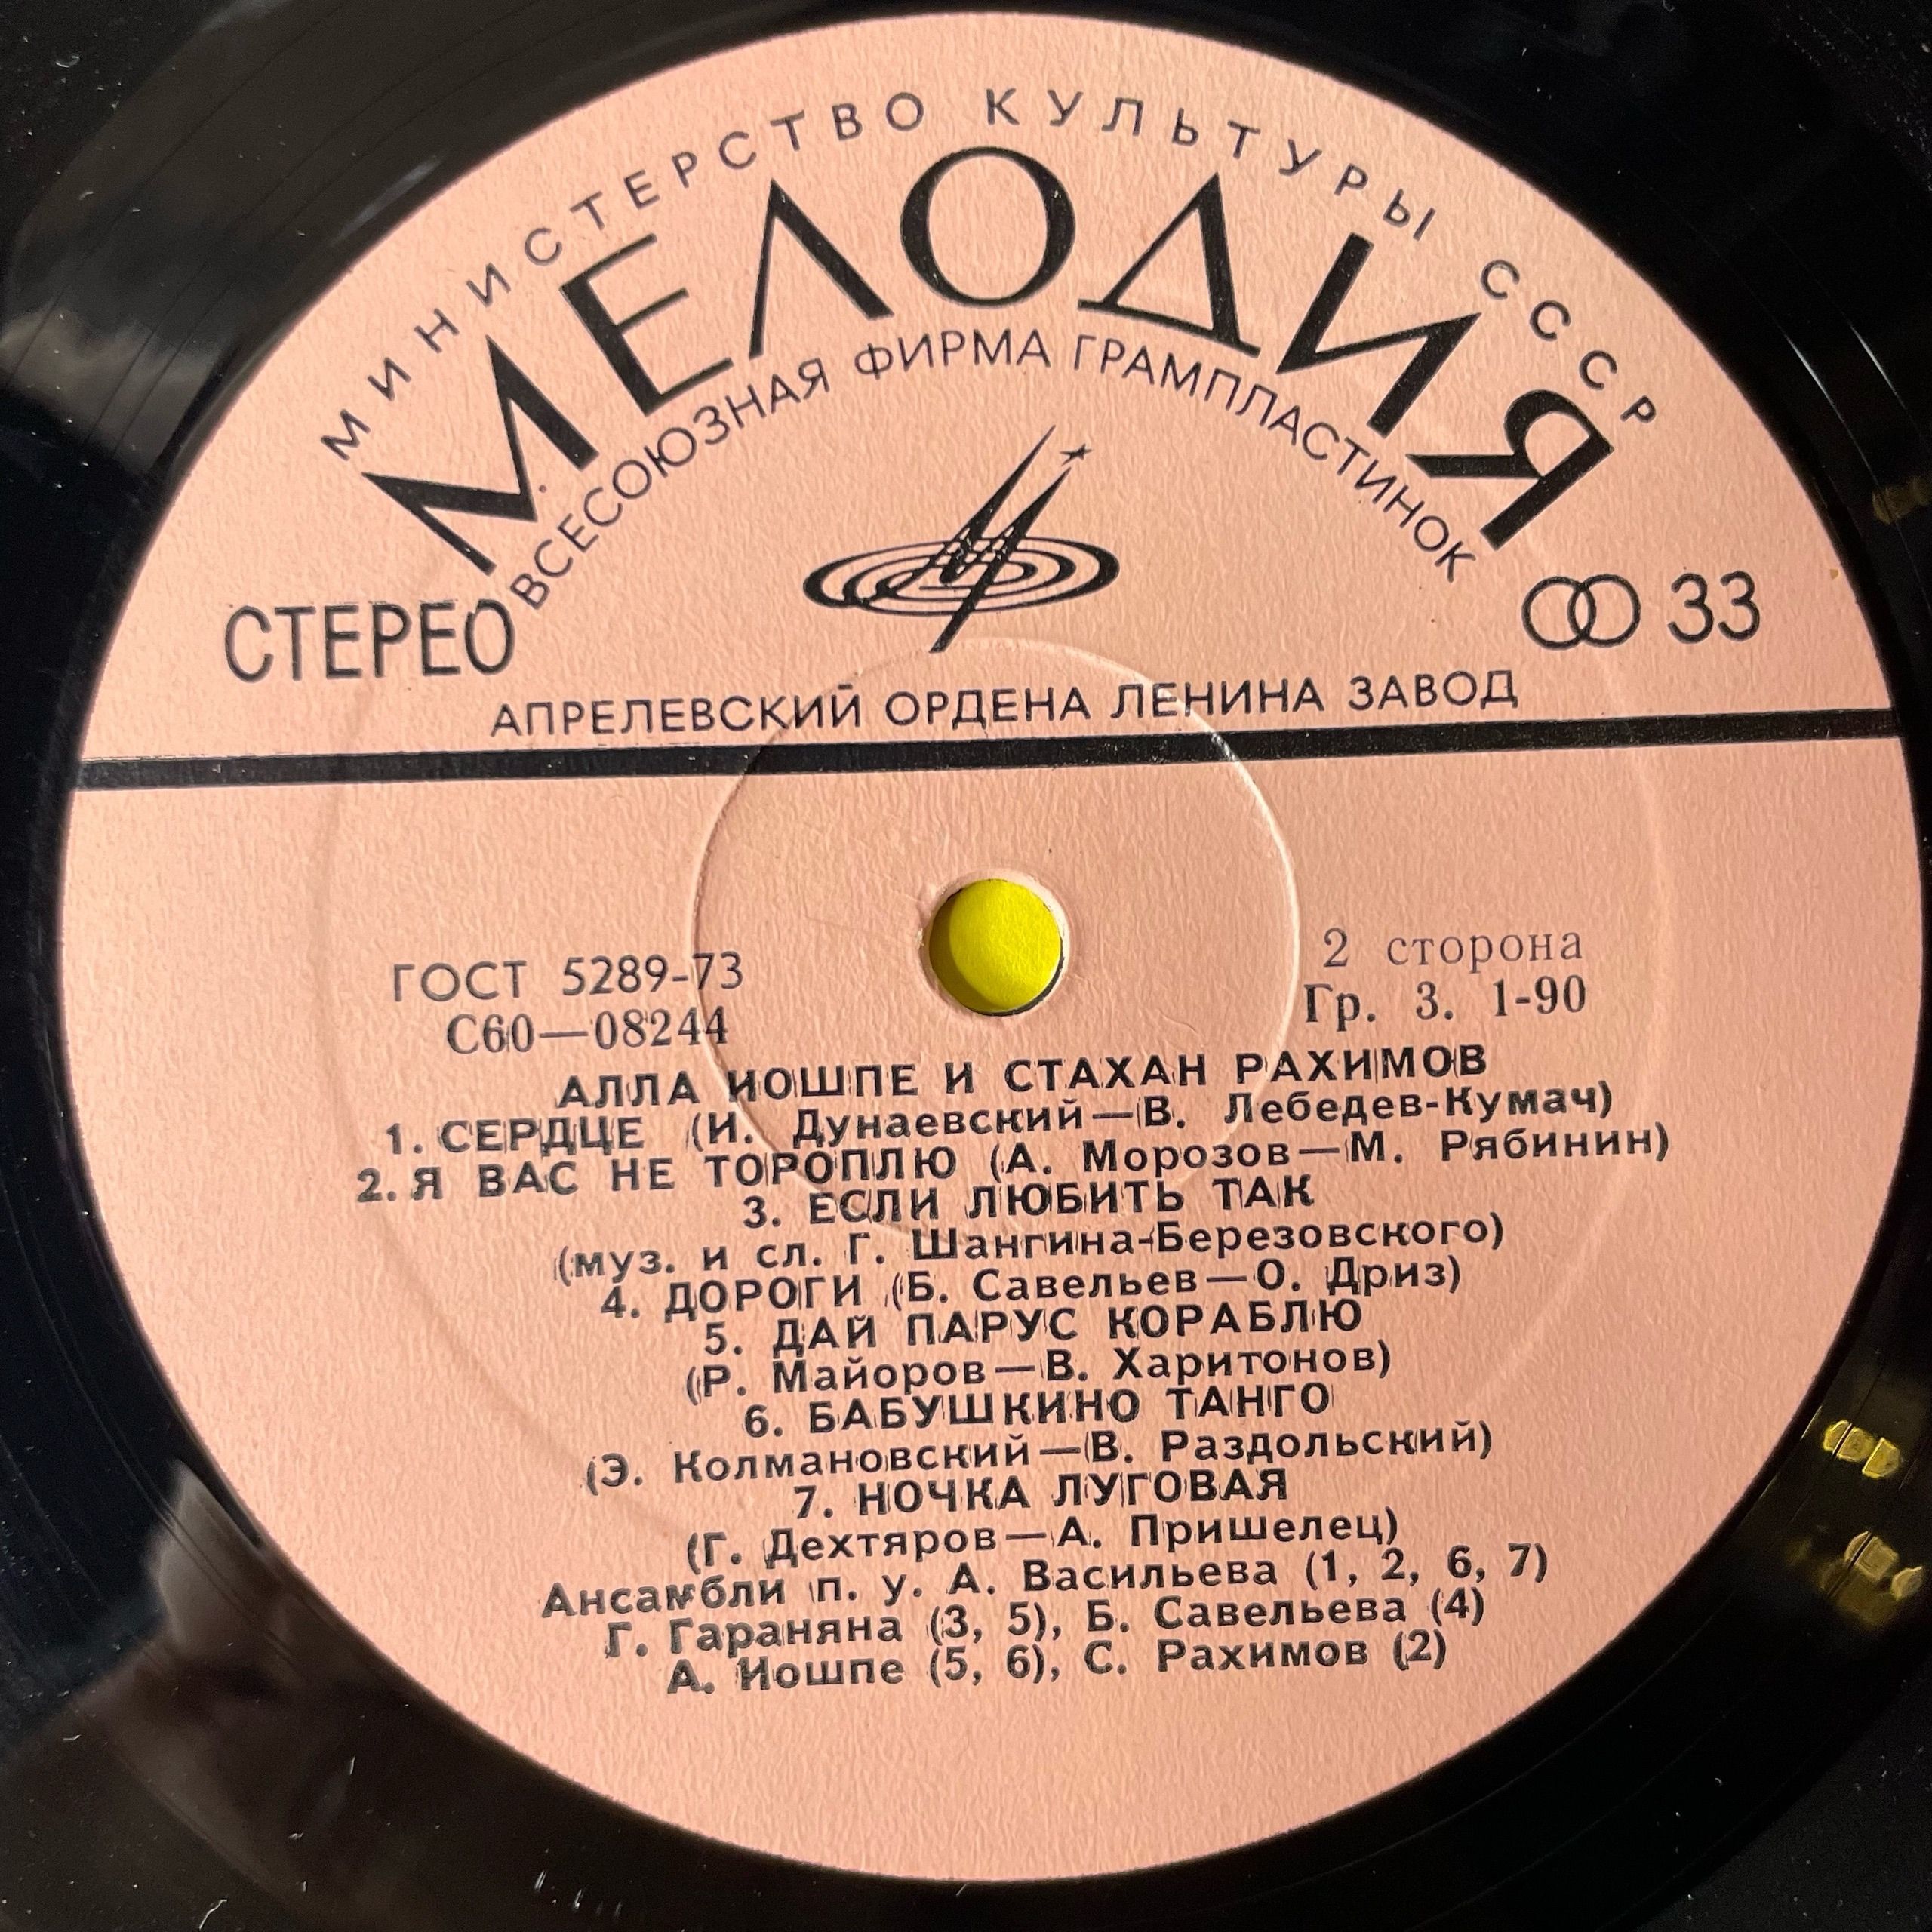 МИНИСТЕРСТВО КУЛЬТУРЫ СССР
МЕЛОДИЯ
ВСЕСОЮЗНАЯ ФИРМА ГРАМПЛАСТИНОК
СТЕРЕО
33
АПРЕЛЕВСКИЙ ОРДЕНА ЛЕНИНА ЗАВОД
ГОСТ 5289-73
С60—08244
2 сторона
Гр. 3. 1-90
АЛЛА ИОШПЕ И СТАХАН РАХИМОВ
1. СЕРДЦЕ (И. Дунаевский—В. Лебедев-Кумач)
2. Я ВАС НЕ ТОРОПЛЮ (А. Морозов—М. Рябинин)
3. ЕСЛИ ЛЮБИТЬ ТАК
(муз. и сл. Г. Шангина-Березовского)
4. ДОРОГИ (Б. Савельев—О. Дриз)
5. ДАЙ ПАРУС КОРАБЛЮ
(Р. Майоров—В. Харитонов)
6. БАБУШКИНО ТАНГО
(Э. Колмановский—В. Раздольский)
7. НОЧКА ЛУГОВАЯ
(Г. Дехтяров—А. Пришелец)
Ансамбли п. у. А. Васильева (1, 2, 6, 7)
Г. Гараняна (3, 5), Б. Савельева (4)
А. Иошпе (5, 6), С. Рахимов (2)